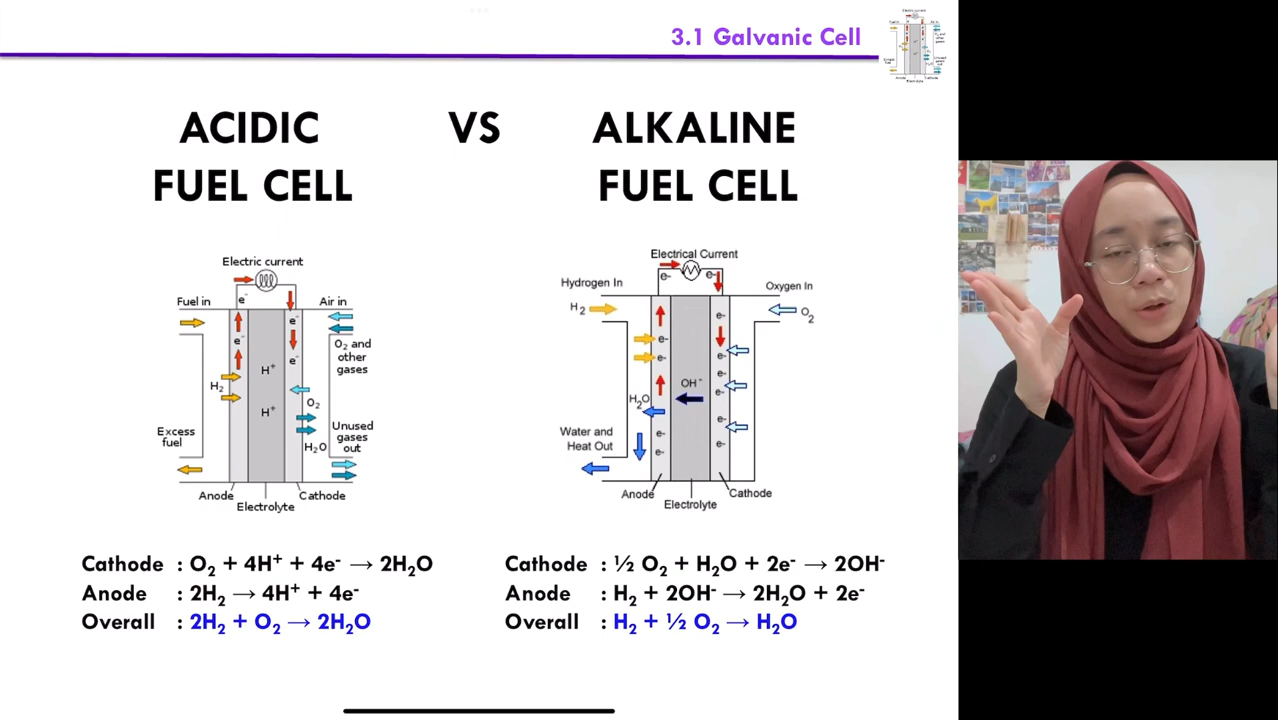 3.1 Galvanic Cell
ACIDIC VS ALKALINE
FUEL CELL FUEL CELL
Electric current
e-
Fuel in
Air in
e-
e-
O2 and
other
gases
H+
e-
H2
H+
O2
Excess
fuel
Unused
gases
out
H2O
Anode
Cathode
Electrolyte
Electrical Current
e-
e-
Hydrogen In
Oxygen In
H2
O2
e-
e-
e-
e-
e-
OH-
e-
H2O
e-
Water and
Heat Out
e-
e-
e-
Anode
Cathode
Electrolyte
Cathode : O₂ + 4H⁺ + 4e⁻ → 2H₂O
Anode : 2H₂ → 4H⁺ + 4e⁻
Overall : 2H₂ + O₂ → 2H₂O
Cathode : ½ O₂ + H₂O + 2e⁻ → 2OH⁻
Anode : H₂ + 2OH⁻ → 2H₂O + 2e⁻
Overall : H₂ + ½ O₂ → H₂O